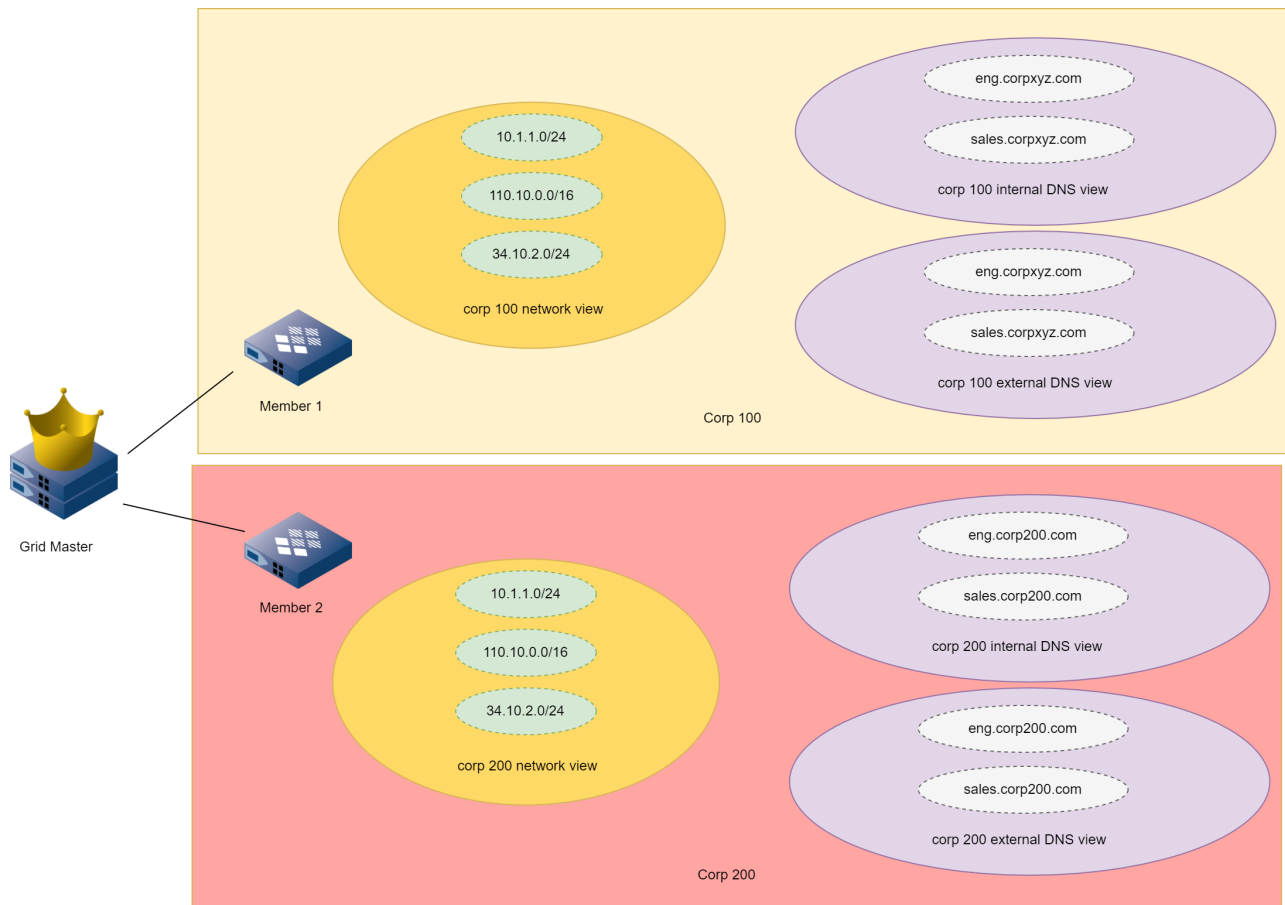 10.1.1.0/24
110.10.0.0/16
34.10.2.0/24
corp 100 network view
eng.corpxyz.com
sales.corpxyz.com
corp 100 internal DNS view
eng.corpxyz.com
sales.corpxyz.com
corp 100 external DNS view
Member 1
Corp 100
Grid Master
Member 2
10.1.1.0/24
110.10.0.0/16
34.10.2.0/24
corp 200 network view
eng.corp200.com
sales.corp200.com
corp 200 internal DNS view
eng.corp200.com
sales.corp200.com
corp 200 external DNS view
Corp 200